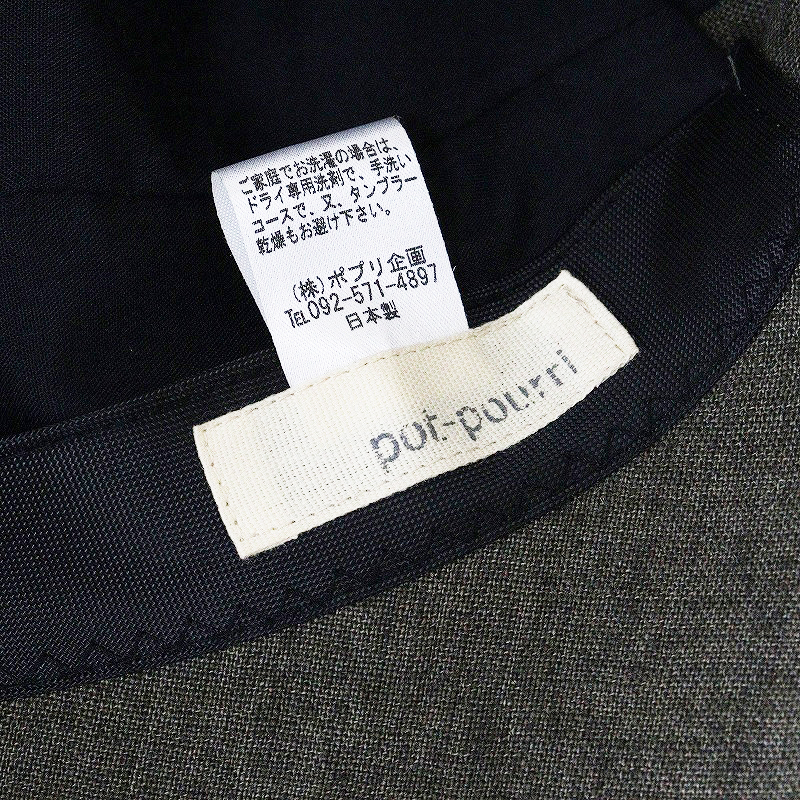 ご家庭でお洗濯の場合は、
ドライ専用洗剤で、手洗い
コースで、又、タンブラー
乾燥もお避け下さい。
(株)ポプリ企画
TEL092-571-4897
日本製
pot-pourri